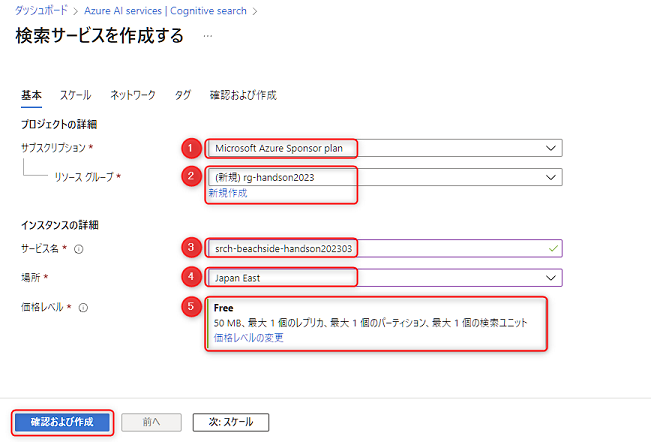 ダッシュボード > Azure AI services | Cognitive search >
検索サービスを作成する ...
基本 スケール ネットワーク タグ 確認および作成
プロジェクトの詳細
サブスクリプション * 1 Microsoft Azure Sponsor plan
リソース グループ * 2 (新規) rg-handson2023
新規作成
インスタンスの詳細
サービス名 * 3 srch-beachside-handson202303
場所 * 4 Japan East
価格レベル * 5 Free
50 MB、最大 1 個のレプリカ、最大 1 個のパーティション、最大 1 個の検索ユニット
価格レベルの変更
確認および作成 前へ 次: スケール